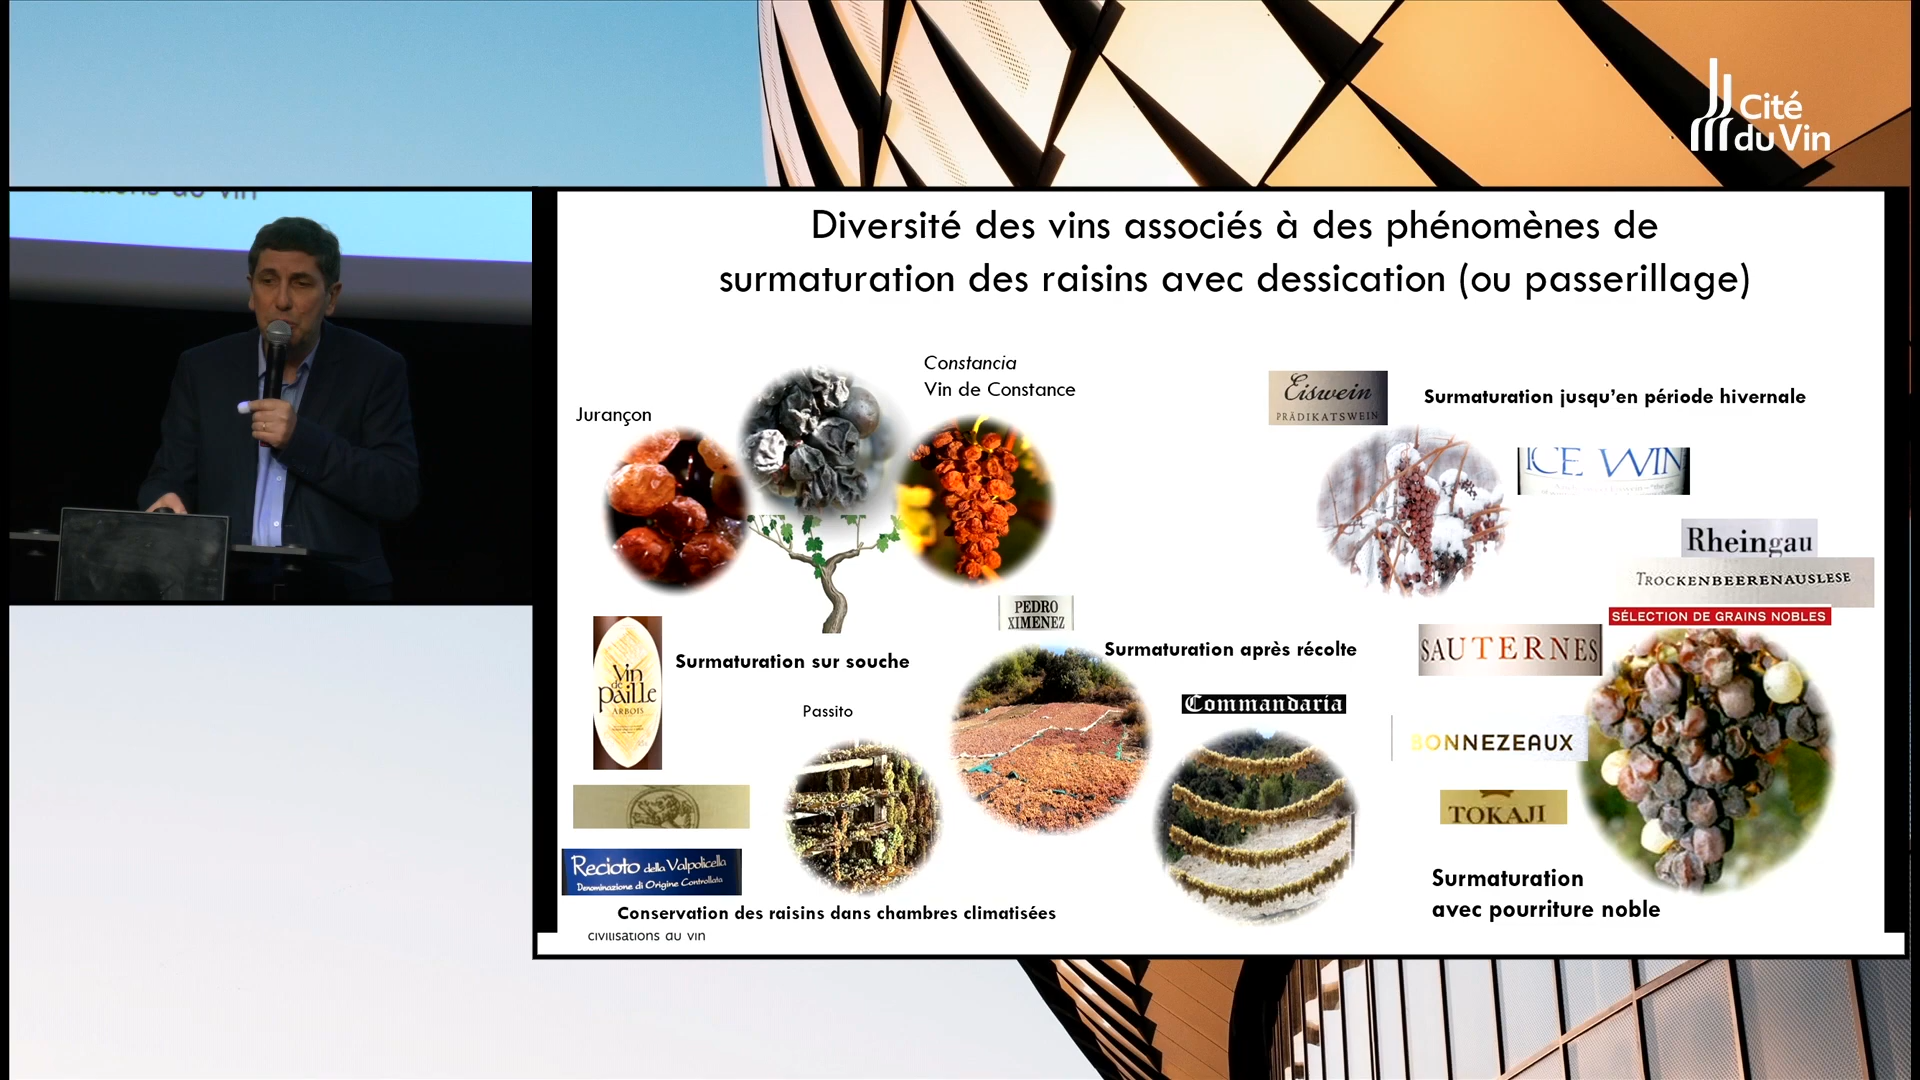 Cité
du Vin
Diversité des vins associés à des phénomènes de
surmaturation des raisins avec dessication (ou passerillage)
Constancia
Vin de Constance
Jurançon
Eiswein
PRÄDIKATSWEIN
Surmaturation jusqu’en période hivernale
ICE WIN
Rheingau
TROCKENBEERENAUSLESE
SÉLECTION DE GRAINS NOBLES
PEDRO
XIMENEZ
SAUTERNES
Surmaturation sur souche
Surmaturation après récolte
Vin
de
Paille
ARBOIS
Passito
Commandaria
BONNEZEAUX
TOKAJI
Recioto della Valpolicella
Denominazione di Origine Controllata
Surmaturation
avec pourriture noble
Conservation des raisins dans chambres climatisées
civilisations du vin